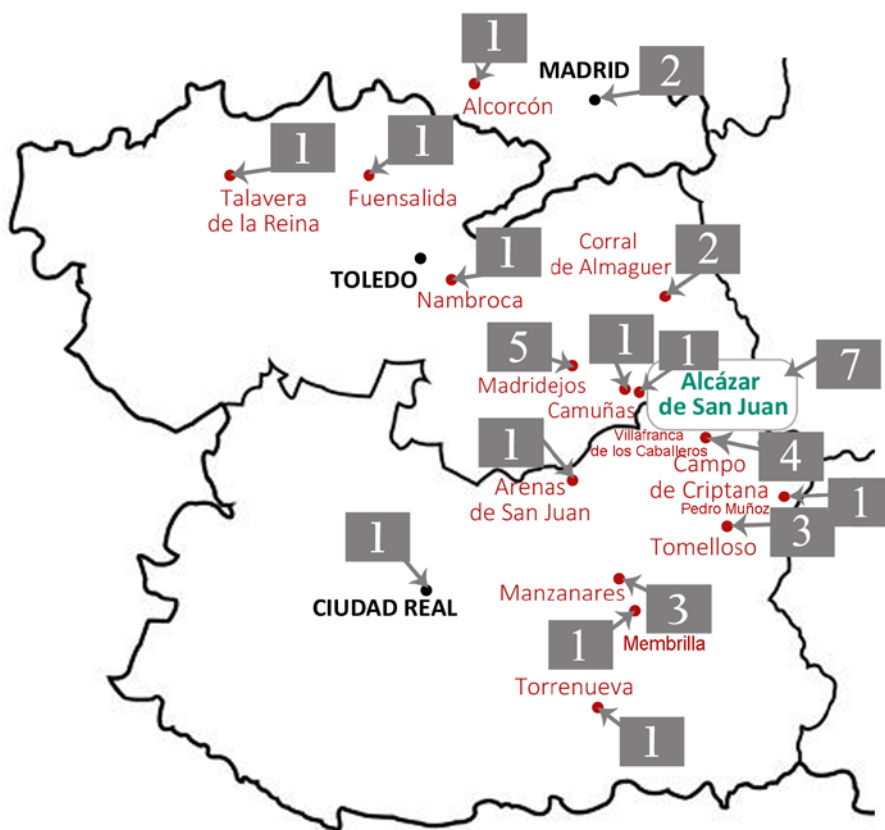 1
MADRID
2
Alcorcón
1
1
Talavera
de la Reina
Fuensalida
Corral
de Almaguer
2
TOLEDO
1
Nambroca
5
1
1
7
Madridejos
Camuñas
Alcázar
de San Juan
Villafranca
de los Caballeros
1
Arenas
de San Juan
4
Campo
de Criptana
Pedro Muñoz
1
3
Tomelloso
1
CIUDAD REAL
Manzanares
3
1
Membrilla
Torrenueva
1